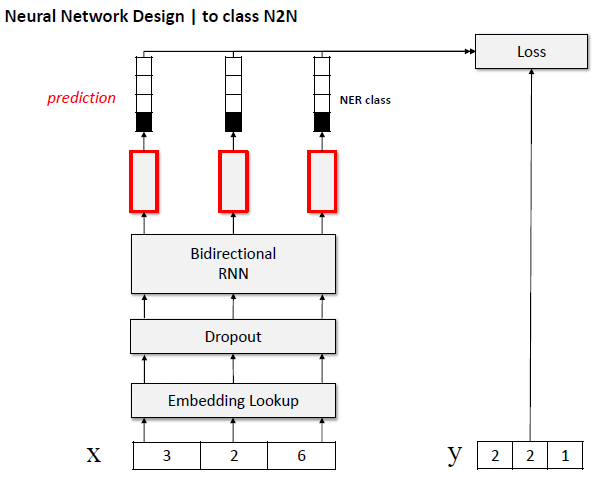 Neural Network Design | to class N2N
Loss
prediction
NER class
Bidirectional
RNN
Dropout
Embedding Lookup
x 3 2 6
y 2 2 1